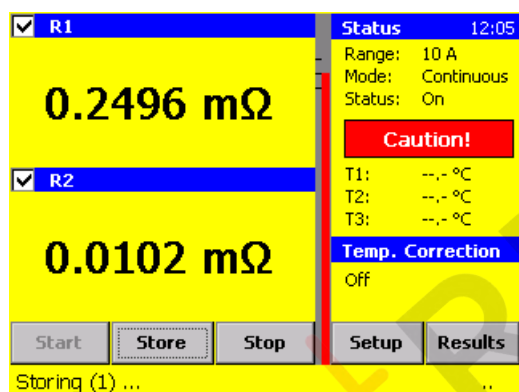 R1
0.2496 mΩ
R2
0.0102 mΩ
Status 12:05
Range: 10 A
Mode: Continuous
Status: On
Caution!
T1: --,- °C
T2: --,- °C
T3: --,- °C
Temp. Correction
Off
Start Store Stop Setup Results
Storing (1) ... ..